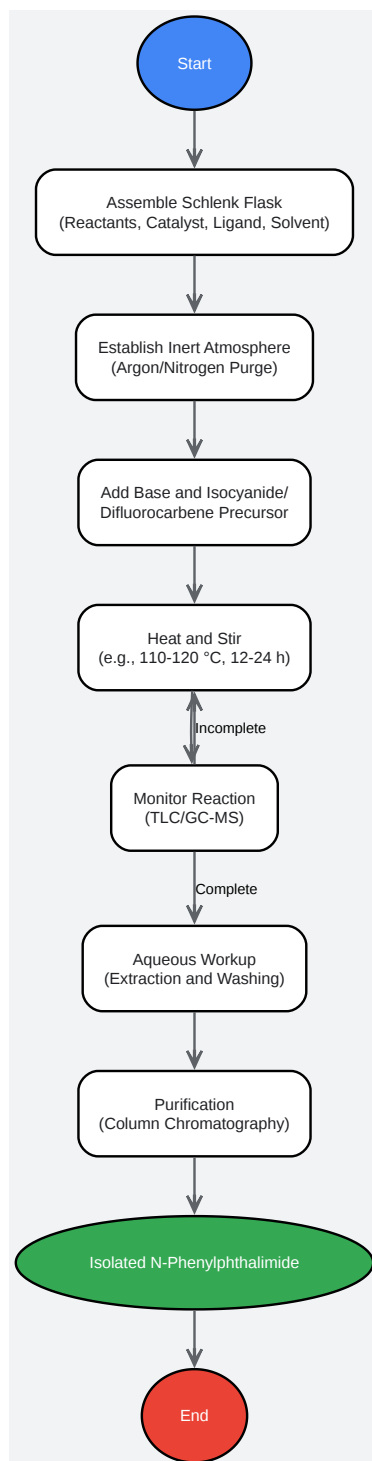 Start
Assemble Schlenk Flask
(Reactants, Catalyst, Ligand, Solvent)
Establish Inert Atmosphere
(Argon/Nitrogen Purge)
Add Base and Isocyanide/
Difluorocarbene Precursor
Heat and Stir
(e.g., 110-120 °C, 12-24 h)
Incomplete
Monitor Reaction
(TLC/GC-MS)
Complete
Aqueous Workup
(Extraction and Washing)
Purification
(Column Chromatography)
Isolated N-Phenylphthalimide
End